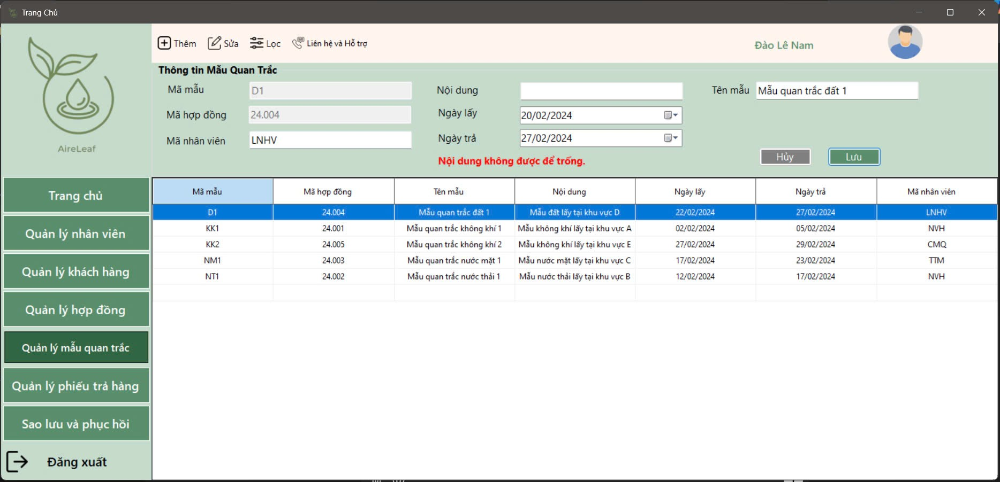 Trang Chủ
AireLeaf
Thêm Sửa Lọc Liên hệ và Hỗ trợ
Đào Lê Nam
Thông tin Mẫu Quan Trắc
Mã mẫu D1 Nội dung Tên mẫu Mẫu quan trắc đất 1
Mã hợp đồng 24.004 Ngày lấy 20/02/2024
Mã nhân viên LNHV Ngày trả 27/02/2024
Nội dung không được để trống. Hủy Lưu
Trang chủ
Quản lý nhân viên
Quản lý khách hàng
Quản lý hợp đồng
Quản lý mẫu quan trắc
Quản lý phiếu trả hàng
Sao lưu và phục hồi
Đăng xuất
Mã mẫu Mã hợp đồng Tên mẫu Nội dung Ngày lấy Ngày trả Mã nhân viên
D1 24.004 Mẫu quan trắc đất 1 Mẫu đất lấy tại khu vực D 22/02/2024 27/02/2024 LNHV
KK1 24.001 Mẫu quan trắc không khí 1 Mẫu không khí lấy tại khu vực A 02/02/2024 05/02/2024 NVH
KK2 24.005 Mẫu quan trắc không khí 2 Mẫu không khí lấy tại khu vực E 27/02/2024 29/02/2024 CMQ
NM1 24.003 Mẫu quan trắc nước mặt 1 Mẫu nước mặt lấy tại khu vực C 17/02/2024 23/02/2024 TTM
NT1 24.002 Mẫu quan trắc nước thải 1 Mẫu nước thải lấy tại khu vực B 12/02/2024 17/02/2024 NVH